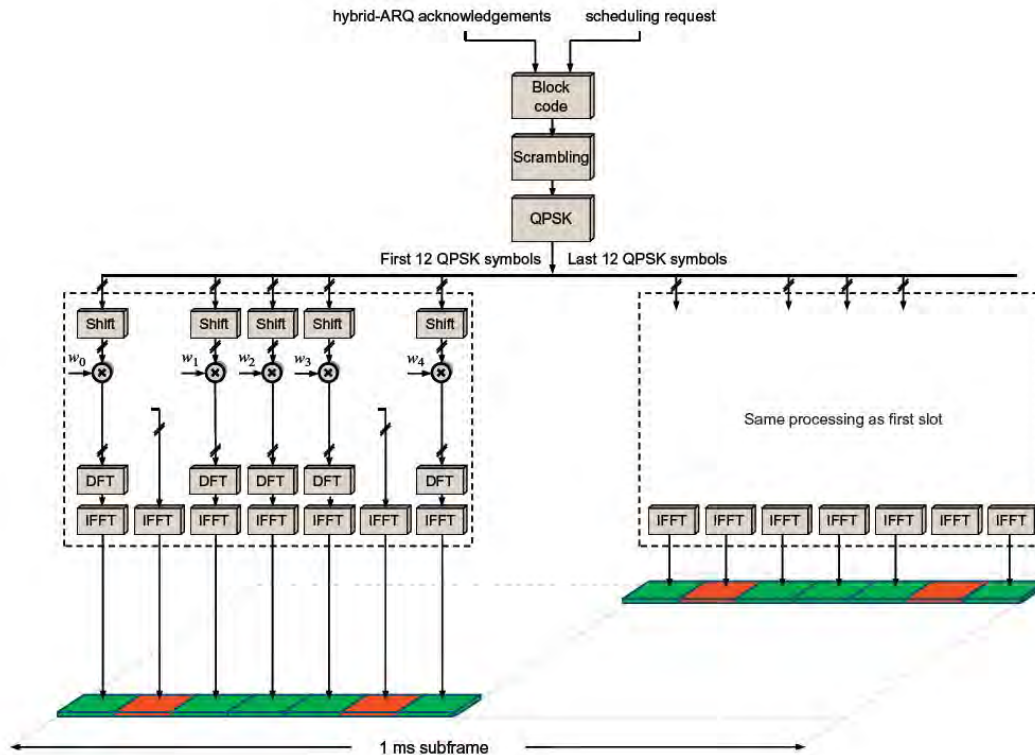 hybrid-ARQ acknowledgements scheduling request
Block
code
Scrambling
QPSK
First 12 QPSK symbols Last 12 QPSK symbols
Shift Shift Shift Shift Shift
w0 w1 w2 w3 w4
Same processing as first slot
DFT DFT DFT DFT DFT
IFFT IFFT IFFT IFFT IFFT IFFT IFFT IFFT IFFT IFFT IFFT IFFT IFFT IFFT
1 ms subframe